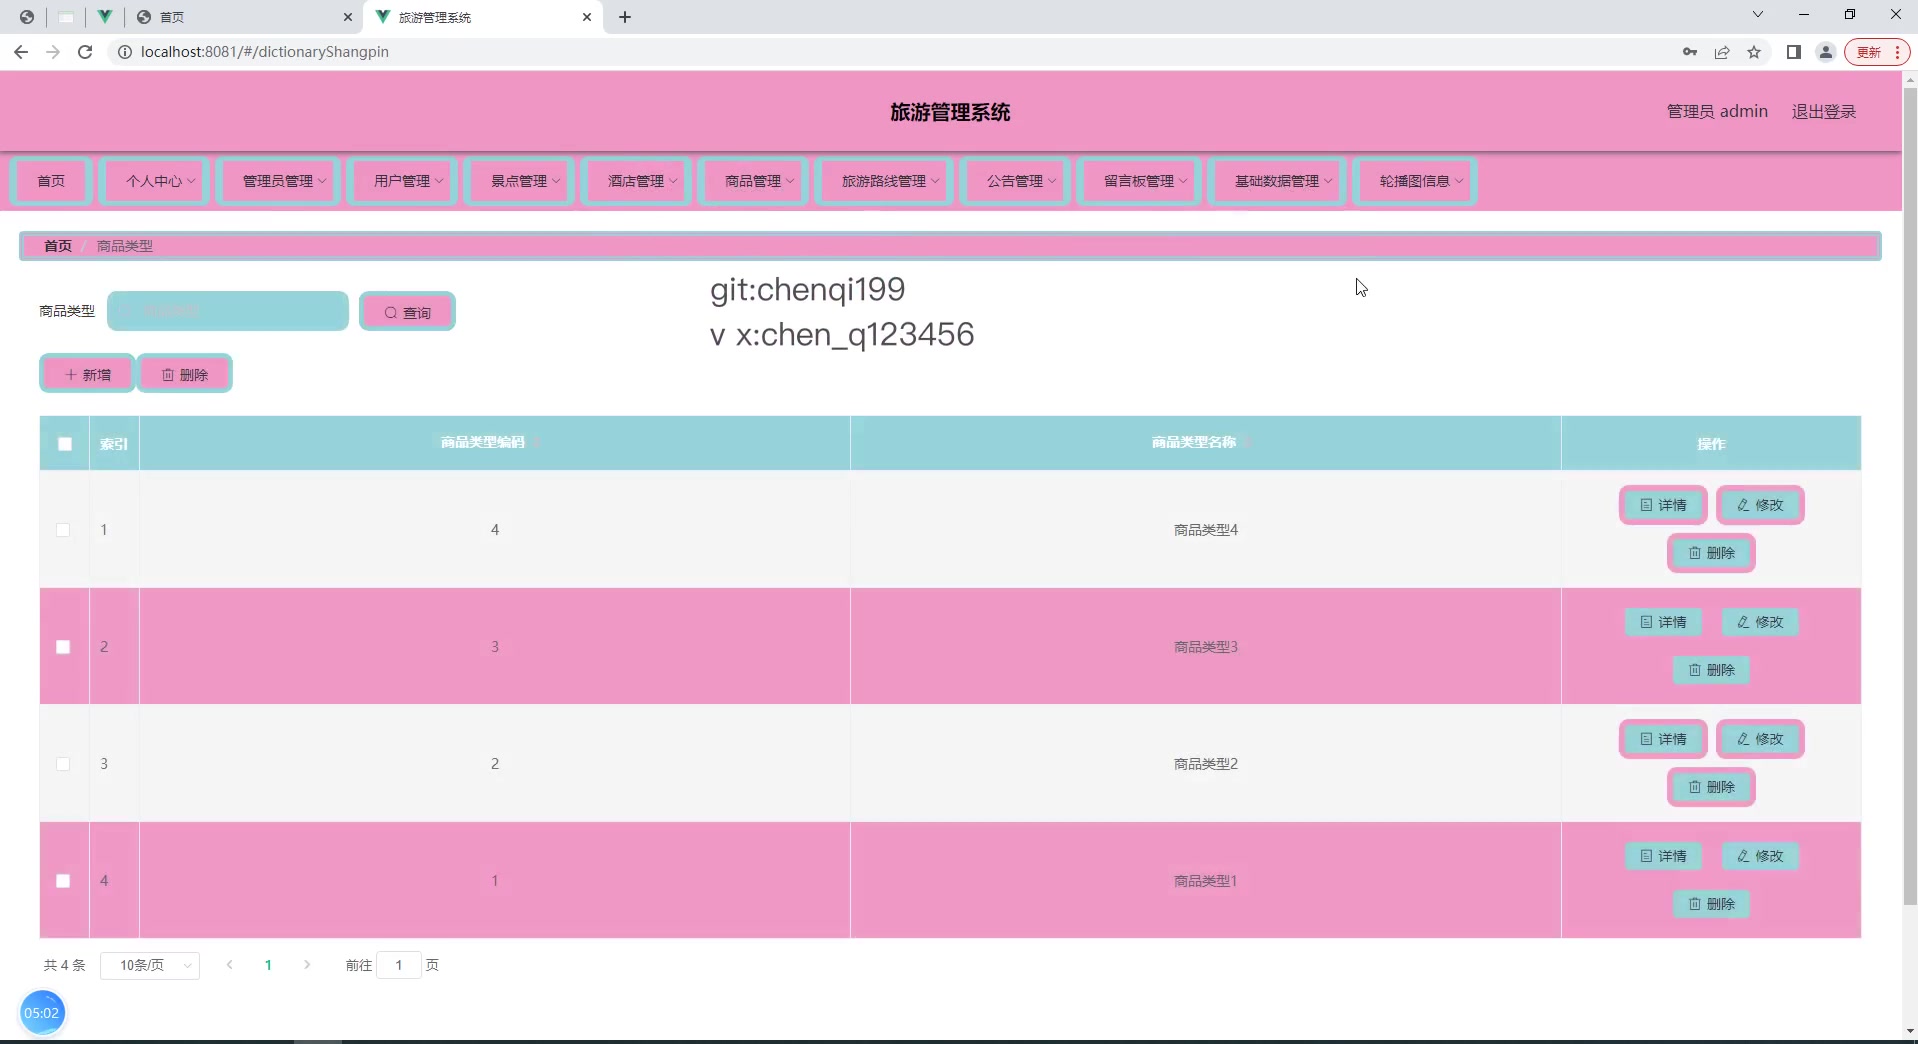 首页
旅游管理系统
localhost:8081/#/dictionaryShangpin
更新
旅游管理系统
管理员 admin
退出登录
首页
个人中心
管理员管理
用户管理
景点管理
酒店管理
商品管理
旅游路线管理
公告管理
留言板管理
基础数据管理
轮播图信息
首页 / 商品类型
git:chenqi199
v x:chen_q123456
商品类型
查询
新增
删除
索引 商品类型编码 商品类型名称 操作
1 4 商品类型4
详情 修改
删除
2 3 商品类型3
详情 修改
删除
3 2 商品类型2
详情 修改
删除
4 1 商品类型1
详情 修改
删除
共 4 条 10条/页 1 前往 1 页
05:02